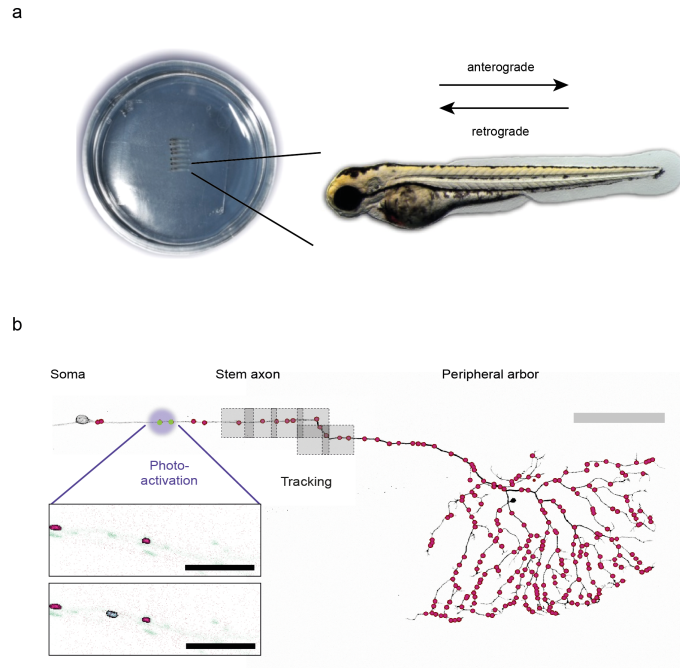 a
anterograde
retrograde
b
Soma
Stem axon
Peripheral arbor
Photo-
activation
Tracking